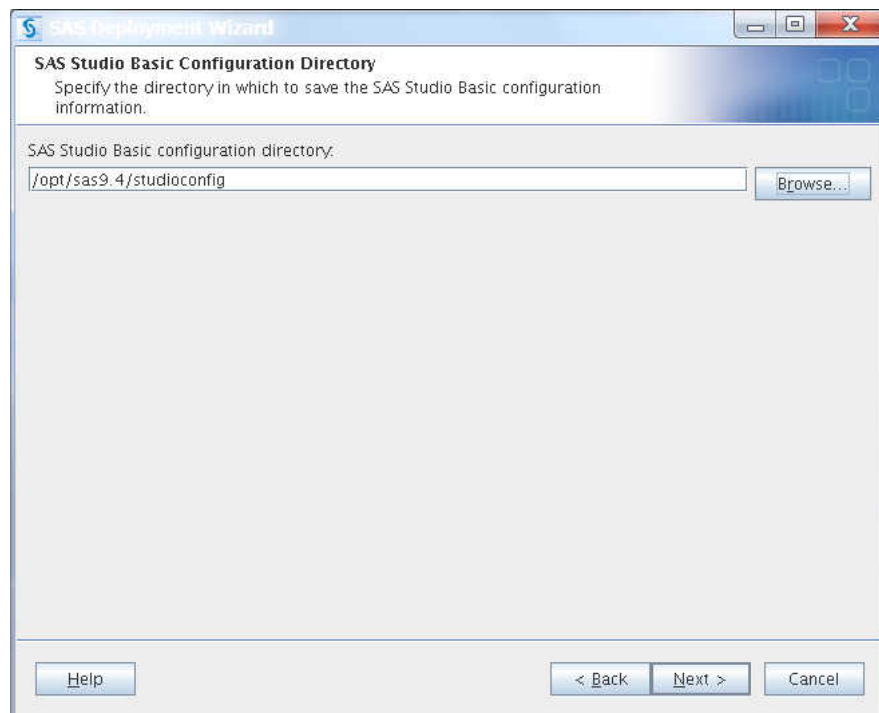 SAS Deployment Wizard
SAS Studio Basic Configuration Directory
Specify the directory in which to save the SAS Studio Basic configuration
information.
SAS Studio Basic configuration directory:
/opt/sas9.4/studioconfig
Browse...
Help
< Back
Next >
Cancel